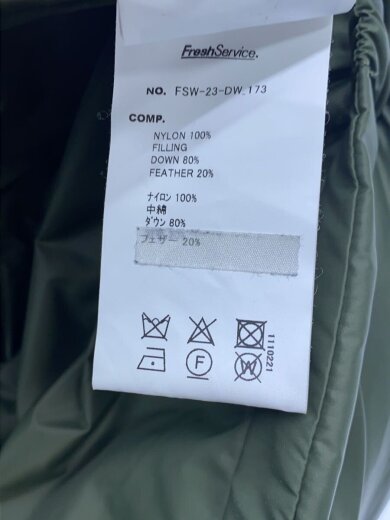 FreshService.
NO. FSW-23-DW_173
COMP.
NYLON 100%
FILLING
DOWN 80%
FEATHER 20%
ナイロン 100%
中綿
ダウン 80%
フェザー 20%
F
W
1110221